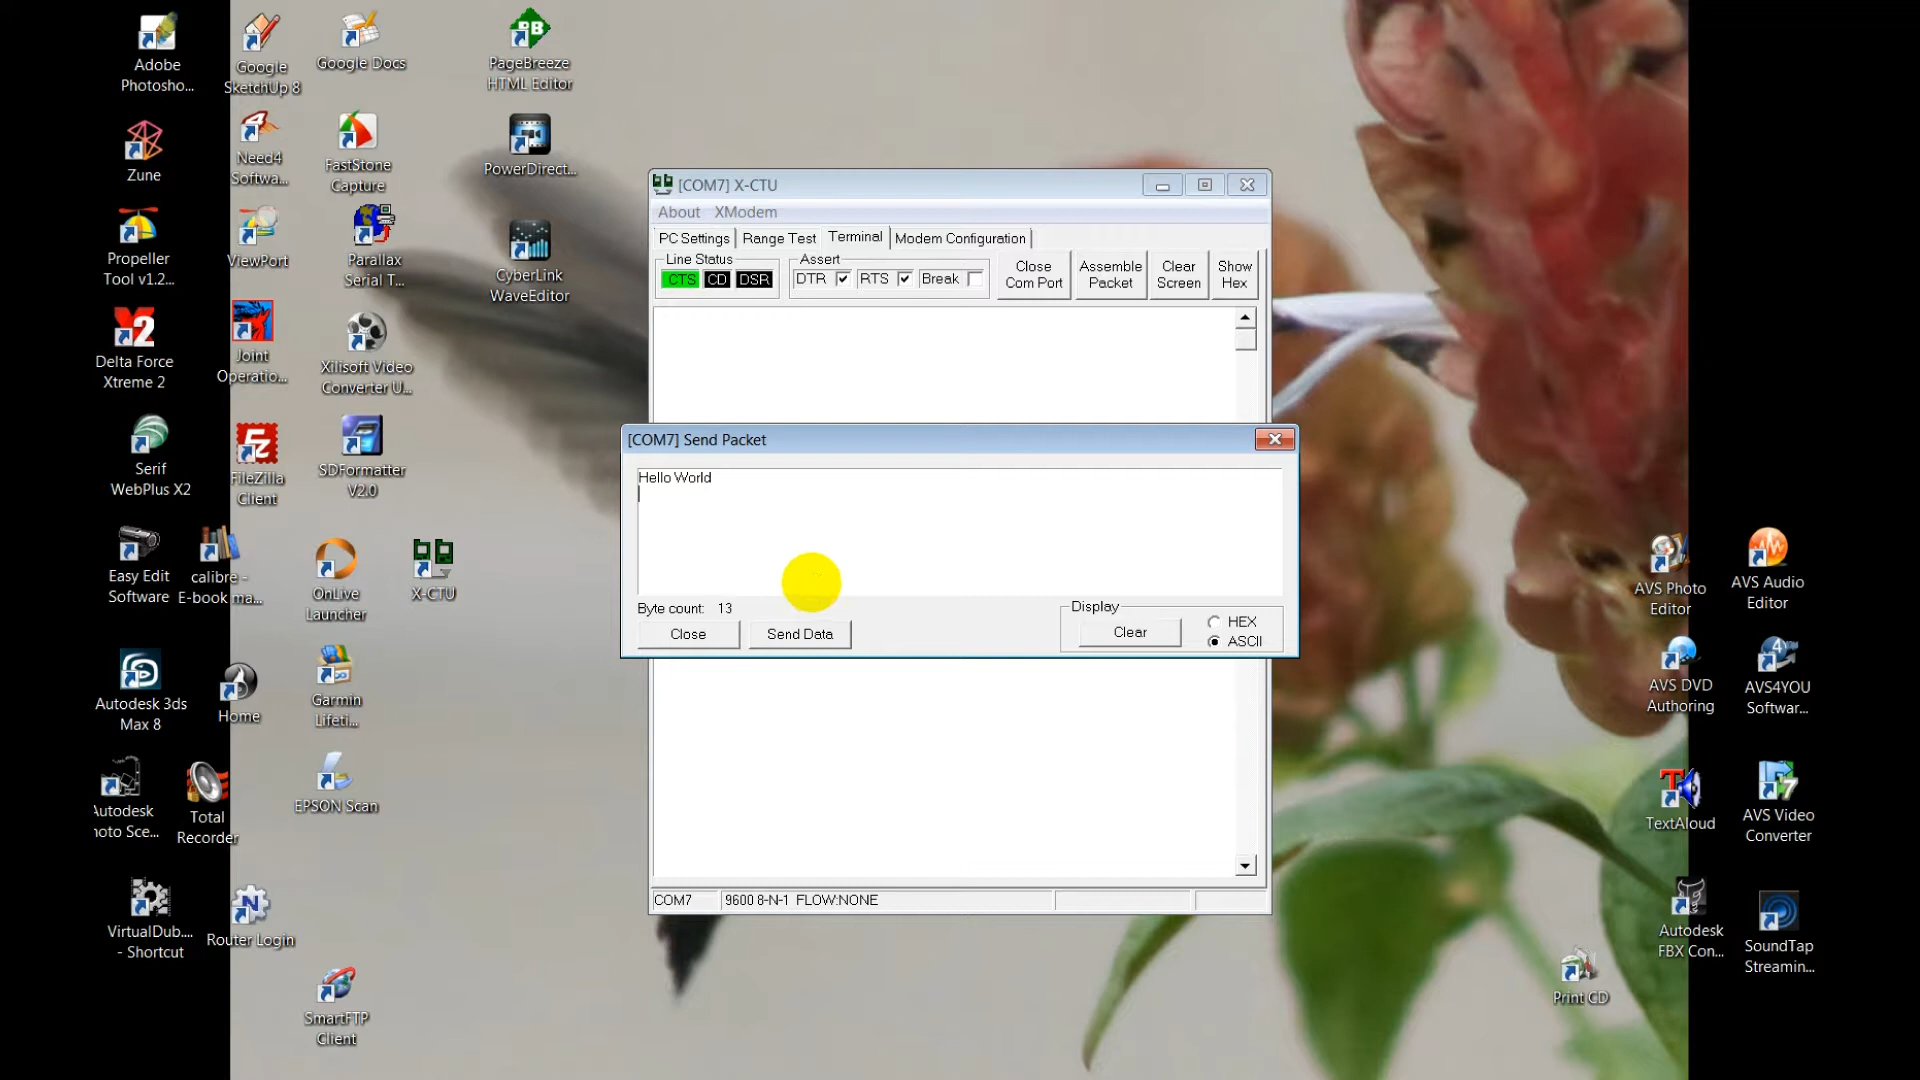 Adobe
Photosho...
Google
SketchUp 8
Google Docs
PB
PageBreeze
HTML Editor
Zune
Need4
Softwa...
FastStone
Capture
PowerDirect...
Propeller
Tool v1.2...
ViewPort
Parallax
Serial T...
CyberLink
WaveEditor
Delta Force
Xtreme 2
Joint
Operatio...
Xilisoft Video
Converter U...
Serif
WebPlus X2
FileZilla
Client
SDFormatter
V2.0
Easy Edit
Software
calibre -
E-book ma...
OnLive
Launcher
X-CTU
Autodesk 3ds
Max 8
Home
Garmin
Lifeti...
Autodesk
hoto Sce...
Total
Recorder
EPSON Scan
VirtualDub....
- Shortcut
Router Login
SmartFTP
Client
[COM7] X-CTU
About XModem
PC Settings Range Test Terminal Modem Configuration
Line Status
CTS CD DSR
Assert
DTR RTS Break
Close
Com Port
Assemble
Packet
Clear
Screen
Show
Hex
[COM7] Send Packet
Hello World
Byte count: 13
Close Send Data
Display
Clear
HEX
ASCII
COM7 9600 8-N-1 FLOW:NONE
AVS Photo
Editor
AVS Audio
Editor
AVS DVD
Authoring
AVS4YOU
Softwar...
TextAloud
AVS Video
Converter
Autodesk
FBX Con...
SoundTap
Streamin...
Print CD